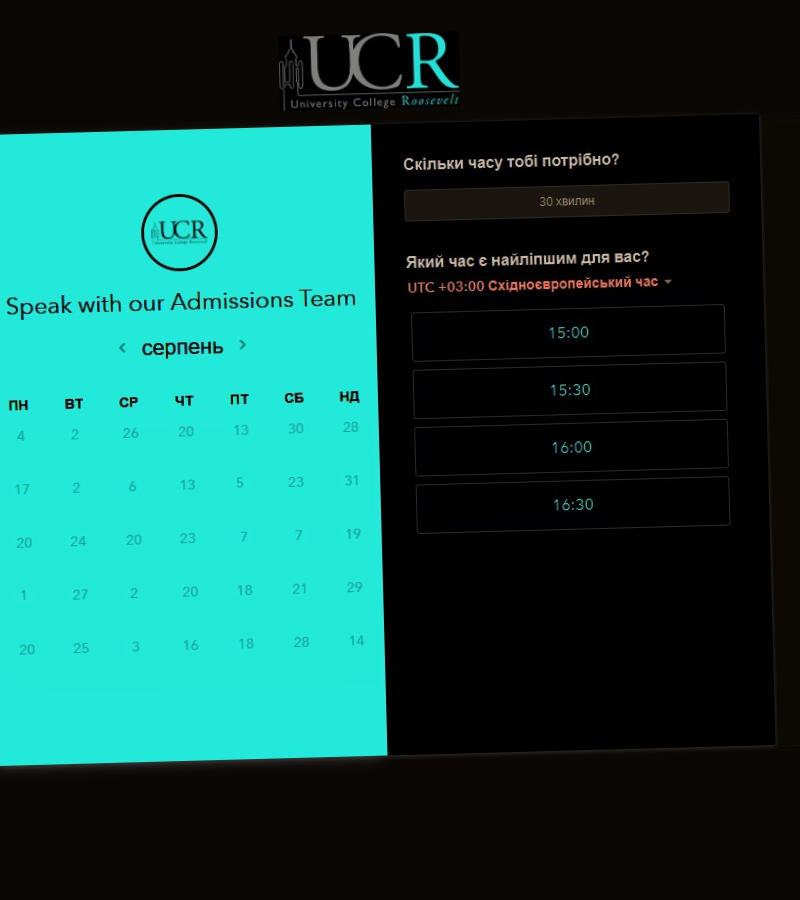 UCR
University College Roosevelt
UCR
University College Roosevelt
Speak with our Admissions Team
серпень
ПН ВТ СР ЧТ ПТ СБ НД
4 2 26 20 13 30 28
17 2 6 13 5 23 31
20 24 20 23 7 7 19
1 27 2 20 18 21 29
20 25 3 16 18 28 14
Скільки часу тобі потрібно?
30 хвилин
Який час є найліпшим для вас?
UTC +03:00 Східноєвропейський час
15:00
15:30
16:00
16:30